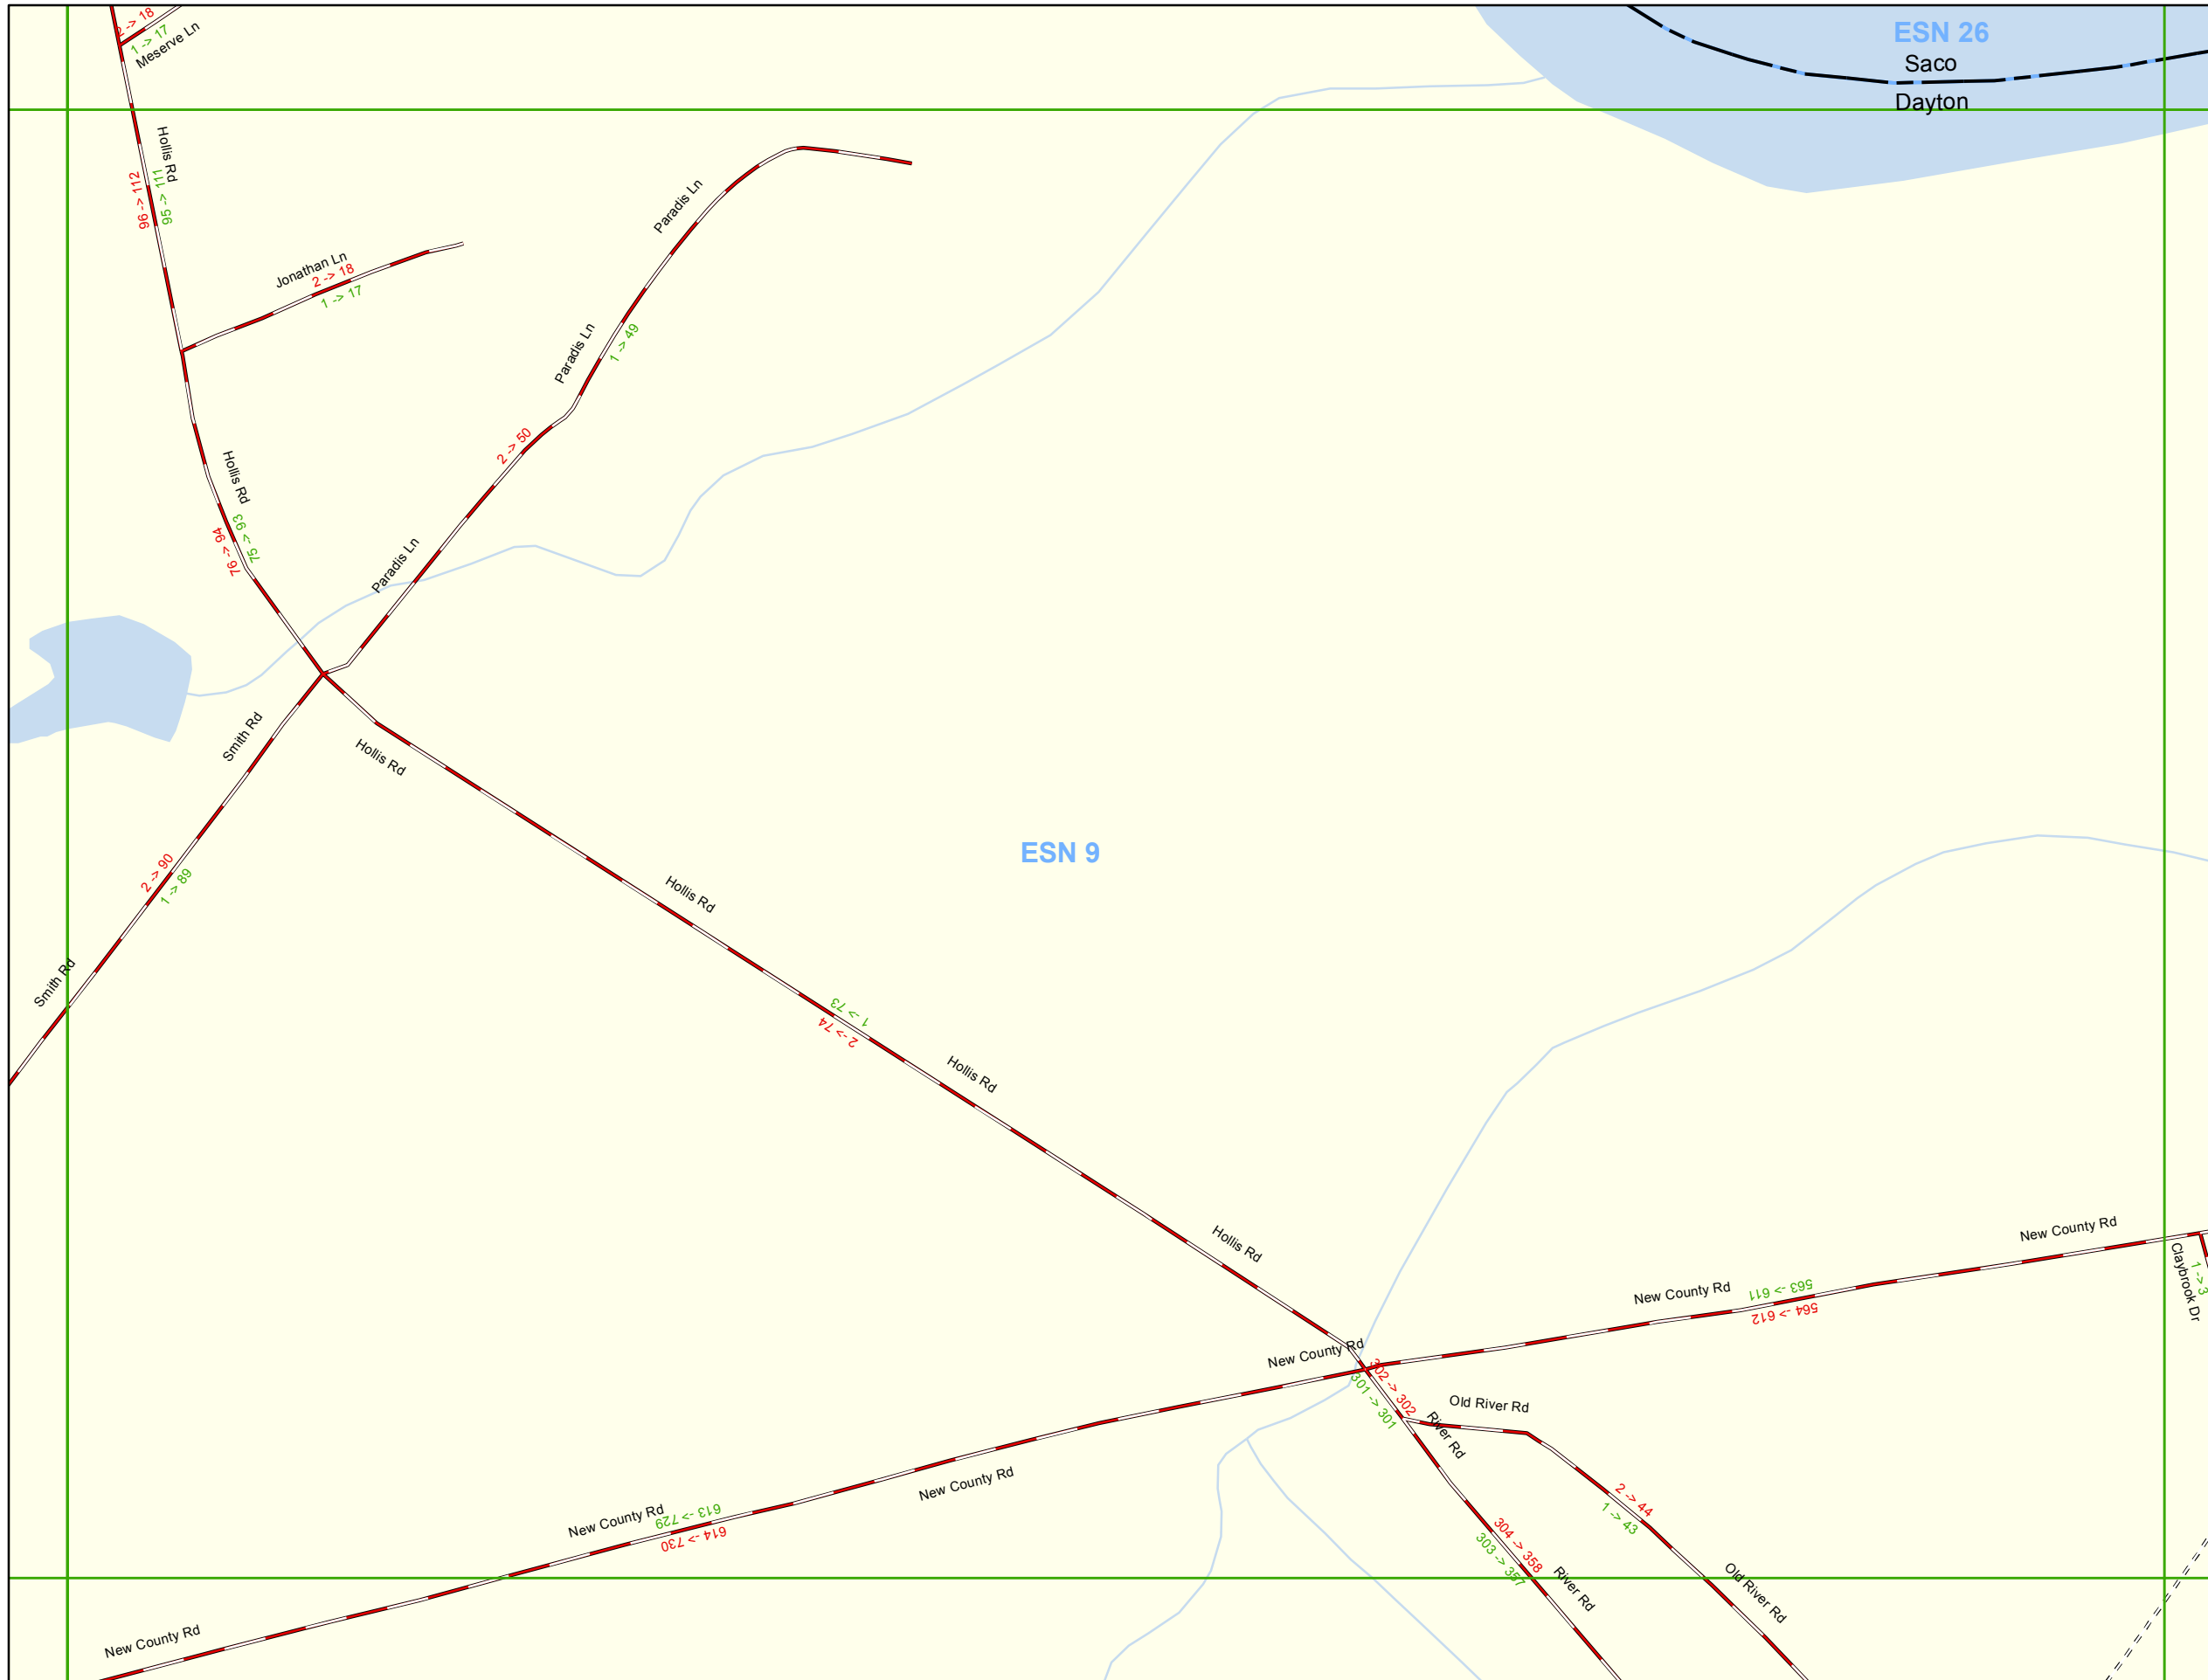 2 -> 18
1 -> 17
Meserve Ln
ESN 26
Saco
Dayton
Hollis Rd
96 -> 112
95 -> 111
Jonathan Ln
2 -> 18
1 -> 17
Paradis Ln
Paradis Ln
1 -> 49
2 -> 50
Hollis Rd
75 -> 93
76 -> 94
Paradis Ln
Smith Rd
Hollis Rd
ESN 9
2 -> 90
1 -> 89
Hollis Rd
Smith Rd
1 -> 73
2 -> 74
Hollis Rd
Hollis Rd
New County Rd
Claybrook Dr
1 -> 3
New County Rd
563 -> 611
564 -> 612
New County Rd
302 -> 302
301 -> 301
Old River Rd
River Rd
New County Rd
2 -> 44
1 -> 43
New County Rd
613 -> 729
614 -> 730
304 -> 358
303 -> 357
River Rd
Old River Rd
New County Rd